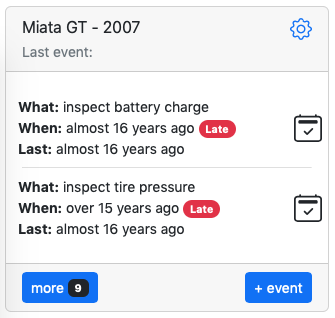 Miata GT - 2007
Last event:
What: inspect battery charge
When: almost 16 years ago Late
Last: almost 16 years ago
What: inspect tire pressure
When: over 15 years ago Late
Last: almost 16 years ago
more 9
+ event